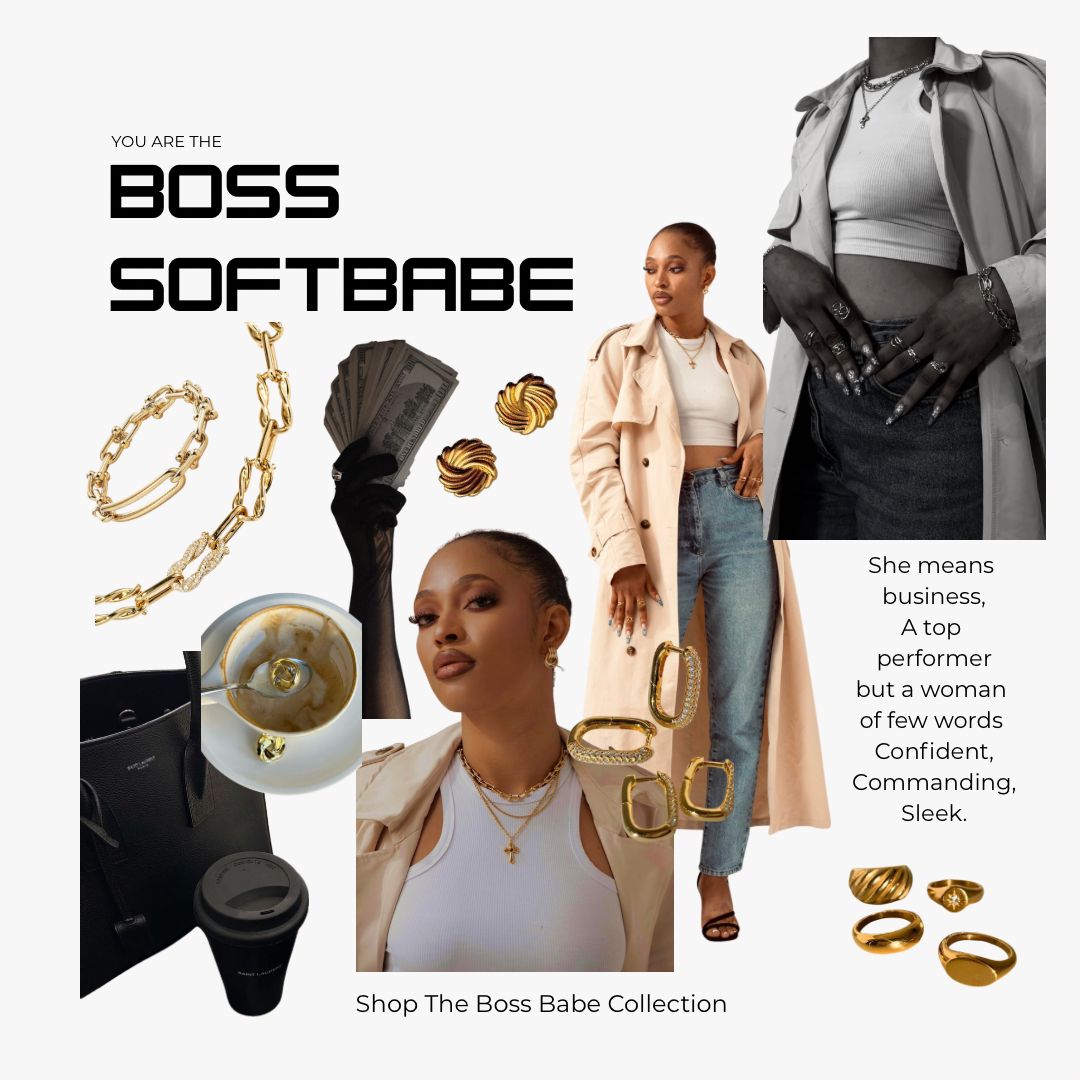 YOU ARE THE
BOSS
SOFTBABE
She means
business,
A top
performer
but a woman
of few words
Confident,
Commanding,
Sleek.
SAINT LAURENT
PARIS
SAINT LAURENT
Shop The Boss Babe Collection